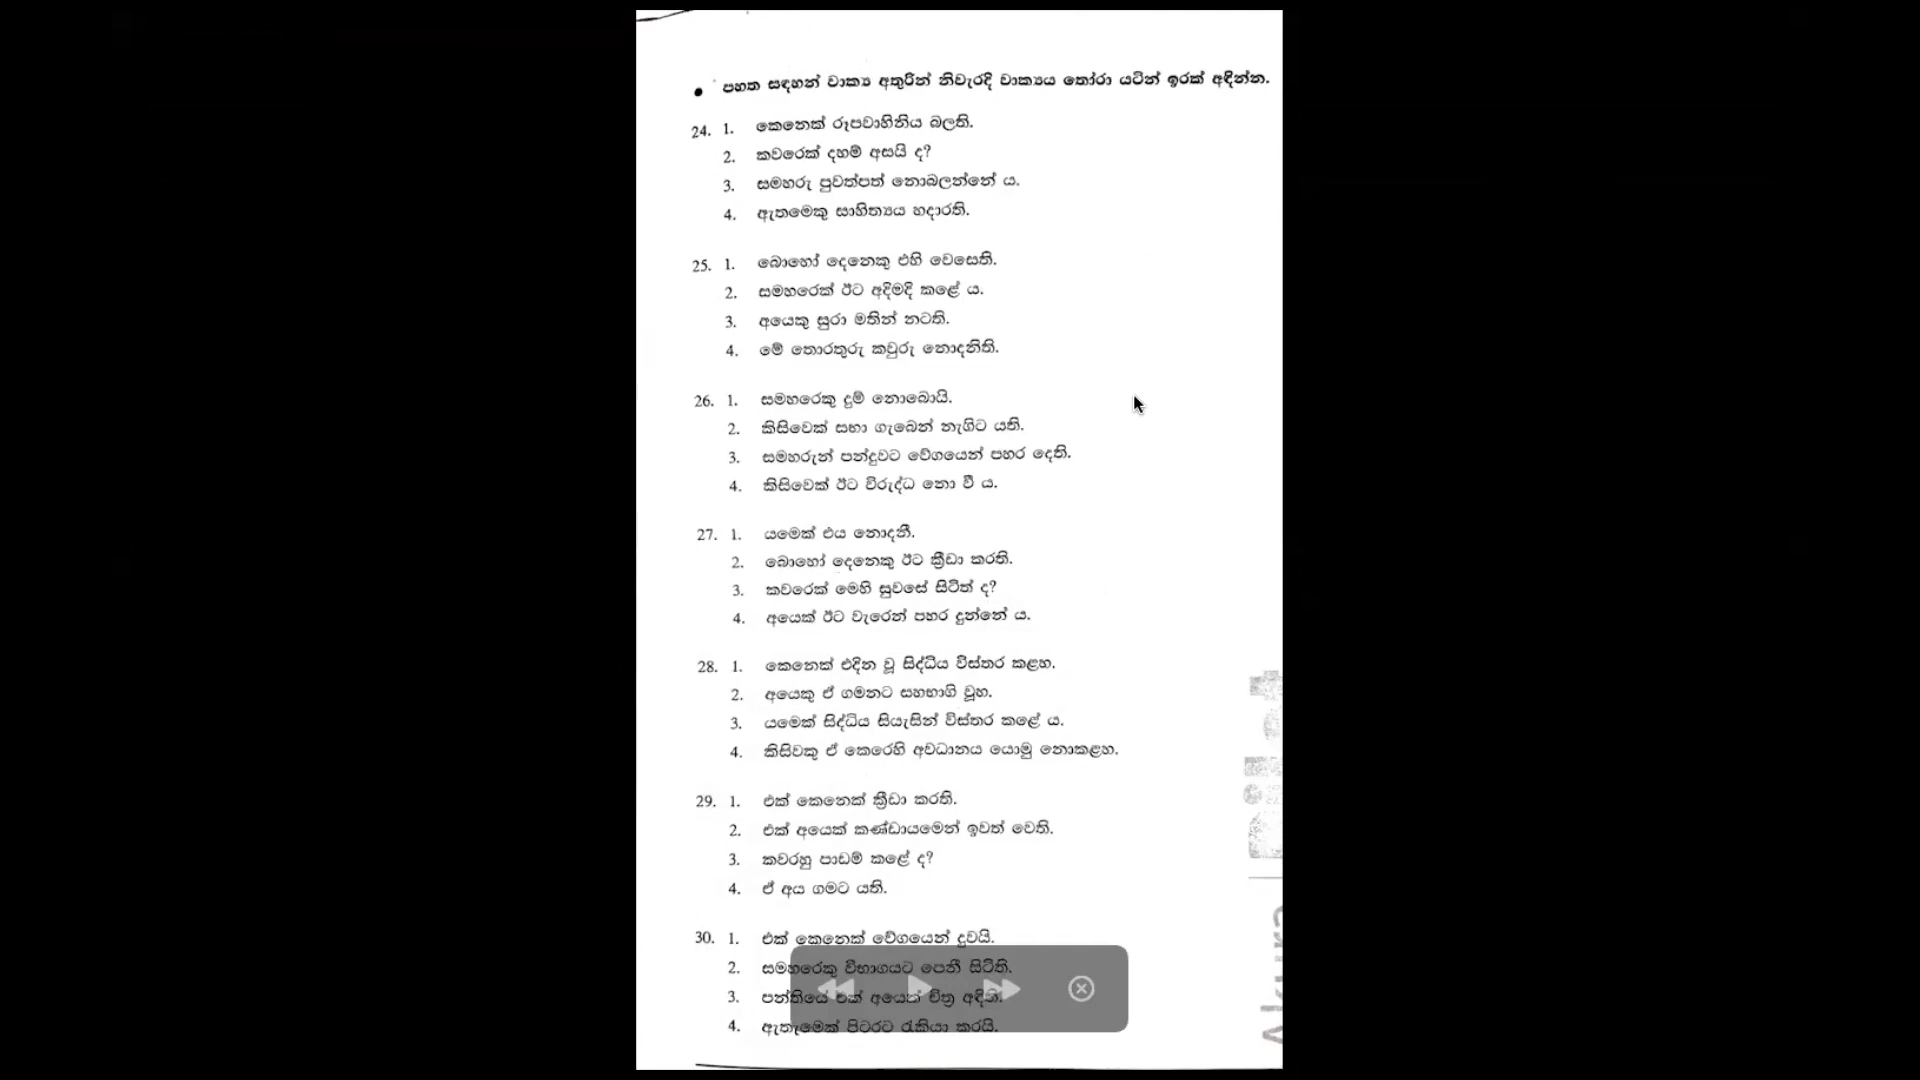 ● පහත සඳහන් වාක්‍ය අතුරින් නිවැරදි වාක්‍යය තෝරා යටින් ඉරක් අඳින්න.
24. 1. කෙනෙක් රූපවාහිනිය බලති.
2. කවරෙක් දහම් අසයි ද?
3. සමහරු පුවත්පත් නොබලන්නේ ය.
4. ඇතමෙකු සාහිත්‍යය හදාරති.
25. 1. බොහෝ දෙනෙකු එහි වෙසෙති.
2. සමහරෙක් ඊට අදිමදි කළේ ය.
3. අයෙකු සුරා මතින් නටති.
4. මේ තොරතුරු කවුරු නොදනිති.
26. 1. සමහරෙකු දුම් නොබොයි.
2. කිසිවෙක් සභා ගැබෙන් නැගිට යති.
3. සමහරුන් පන්දුවට වේගයෙන් පහර දෙති.
4. කිසිවෙක් ඊට විරුද්ධ නො වී ය.
27. 1. යමෙක් එය නොදනී.
2. බොහෝ දෙනෙකු ඊට ක්‍රීඩා කරති.
3. කවරෙක් මෙහි සුවසේ සිටිත් ද?
4. අයෙක් ඊට වැරෙන් පහර දුන්නේ ය.
28. 1. කෙනෙක් එදින වූ සිද්ධිය විස්තර කළහ.
2. අයෙකු ඒ ගමනට සහභාගි වූහ.
3. යමෙක් සිද්ධිය සියැසින් විස්තර කළේ ය.
4. කිසිවකු ඒ කෙරෙහි අවධානය යොමු නොකළහ.
29. 1. එක් කෙනෙක් ක්‍රීඩා කරති.
2. එක් අයෙක් කණ්ඩායමෙන් ඉවත් වෙති.
3. කවරහු පාඩම් කළේ ද?
4. ඒ අය ගමට යති.
30. 1. එක් කෙනෙක් වේගයෙන් දුවයි.
2. සමහරෙකු විභාගයට පෙනී සිටිති.
3. පන්තියේ එක් අයෙක් චිත්‍ර අඳිති.
4. ඇතැමෙක් පිටරට රැකියා කරයි.